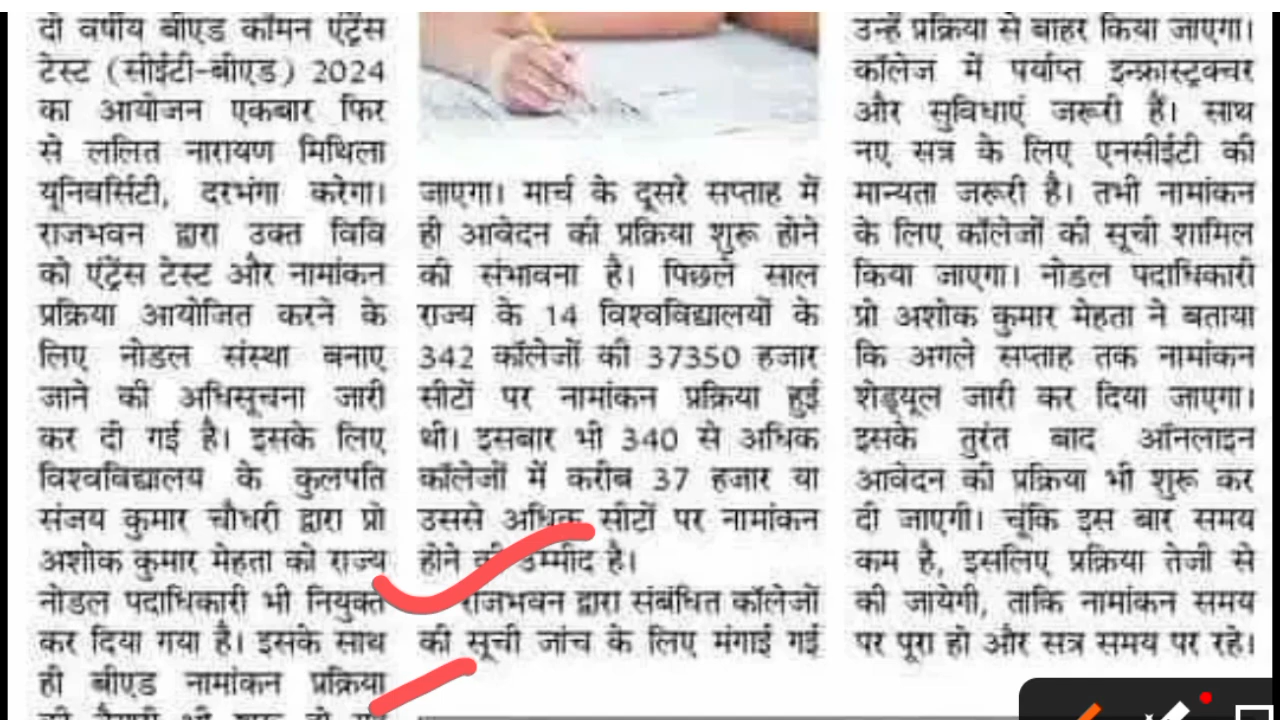 दो वर्षीय बीएड कॉमन एंट्रेंस
टेस्ट (सीईटी-बीएड) 2024
का आयोजन एकबार फिर
से ललित नारायण मिथिला
यूनिवर्सिटी, दरभंगा करेगा।
राजभवन द्वारा उक्त विवि
को एंट्रेंस टेस्ट और नामांकन
प्रक्रिया आयोजित करने के
लिए नोडल संस्था बनाए
जाने की अधिसूचना जारी
कर दी गई है। इसके लिए
विश्वविद्यालय के कुलपति
संजय कुमार चौधरी द्वारा प्रो
अशोक कुमार मेहता को राज्य
नोडल पदाधिकारी भी नियुक्त
कर दिया गया है। इसके साथ
ही बीएड नामांकन प्रक्रिया
जाएगा। मार्च के दूसरे सप्ताह में
ही आवेदन की प्रक्रिया शुरू होने
की संभावना है। पिछले साल
राज्य के 14 विश्वविद्यालयों के
342 कॉलेजों की 37350 हजार
सीटों पर नामांकन प्रक्रिया हुई
थी। इसबार भी 340 से अधिक
कॉलेजों में करीब 37 हजार या
उससे अधिक सीटों पर नामांकन
होने की उम्मीद है।
राजभवन द्वारा संबंधित कॉलेजों
की सूची जांच के लिए मंगाई गई
उन्हें प्रक्रिया से बाहर किया जाएगा।
कॉलेज में पर्याप्त इन्फ्रास्ट्रक्चर
और सुविधाएं जरूरी हैं। साथ
नए सत्र के लिए एनसीईटी की
मान्यता जरूरी है। तभी नामांकन
के लिए कॉलेजों की सूची शामिल
किया जाएगा। नोडल पदाधिकारी
प्रो अशोक कुमार मेहता ने बताया
कि अगले सप्ताह तक नामांकन
शेड्यूल जारी कर दिया जाएगा।
इसके तुरंत बाद ऑनलाइन
आवेदन की प्रक्रिया भी शुरू कर
दी जाएगी। चूंकि इस बार समय
कम है, इसलिए प्रक्रिया तेजी से
की जायेगी, ताकि नामांकन समय
पर पूरा हो और सत्र समय पर रहे।